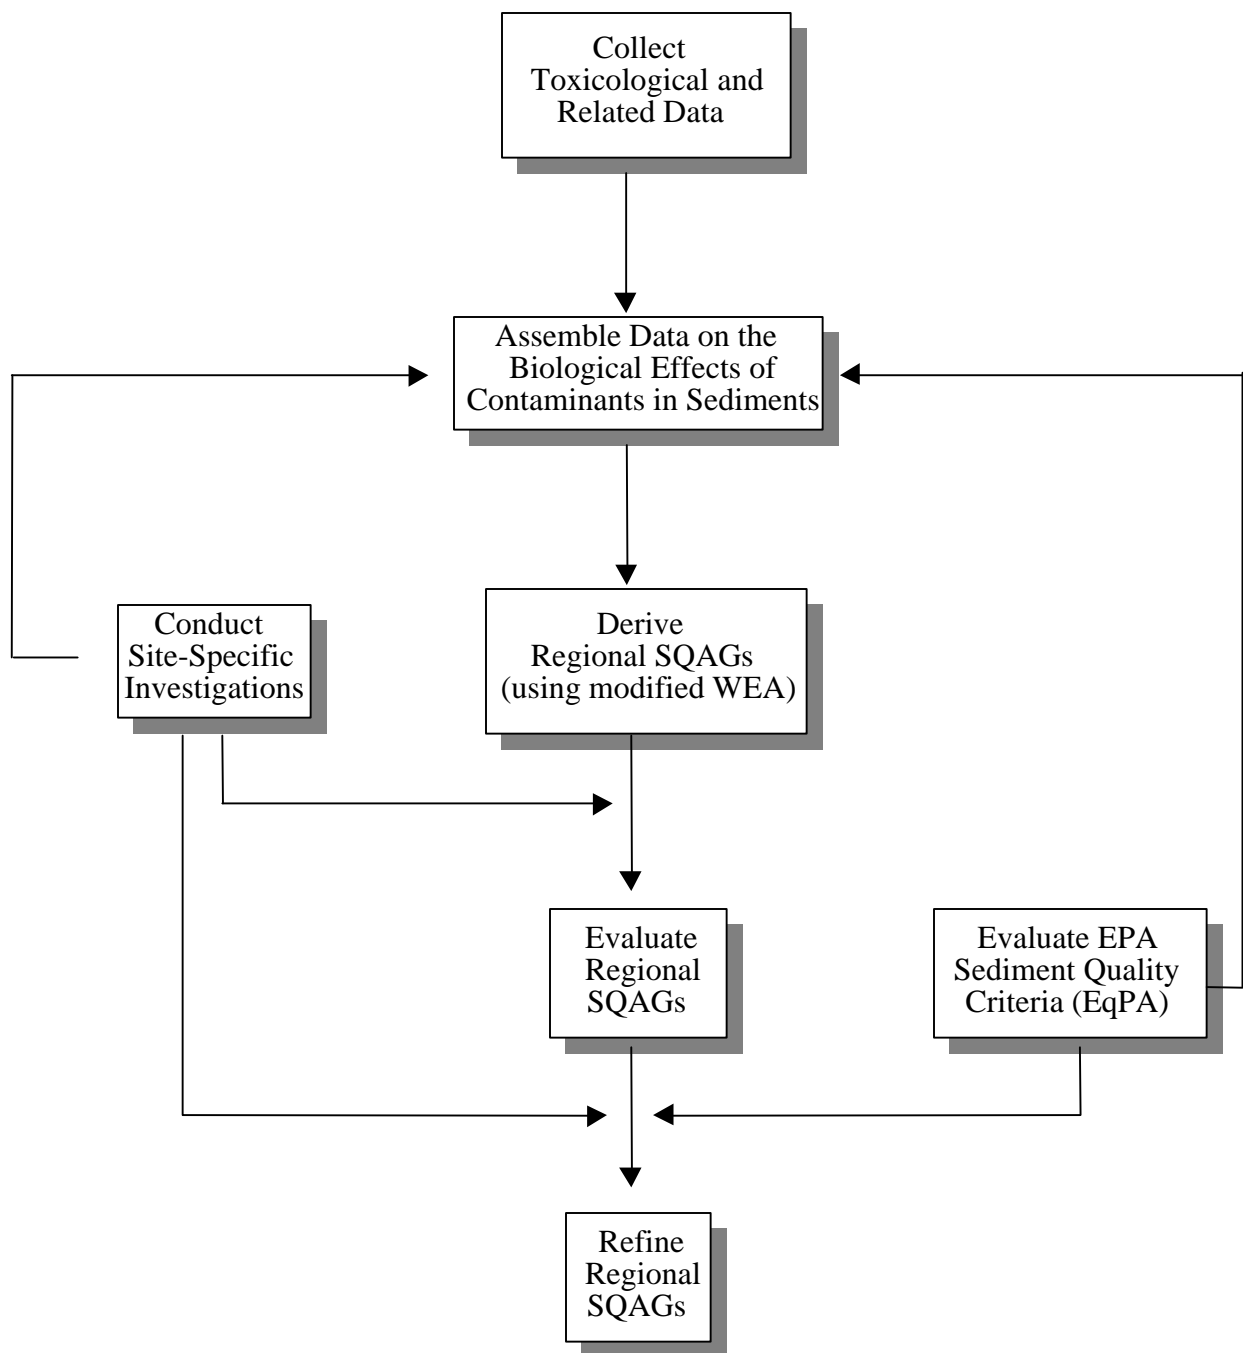 Collect
Toxicological and
Related Data
Assemble Data on the
Biological Effects of
Contaminants in Sediments
Conduct
Site-Specific
Investigations
Derive
Regional SQAGs
(using modified WEA)
Evaluate
Regional
SQAGs
Evaluate EPA
Sediment Quality
Criteria (EqPA)
Refine
Regional
SQAGs